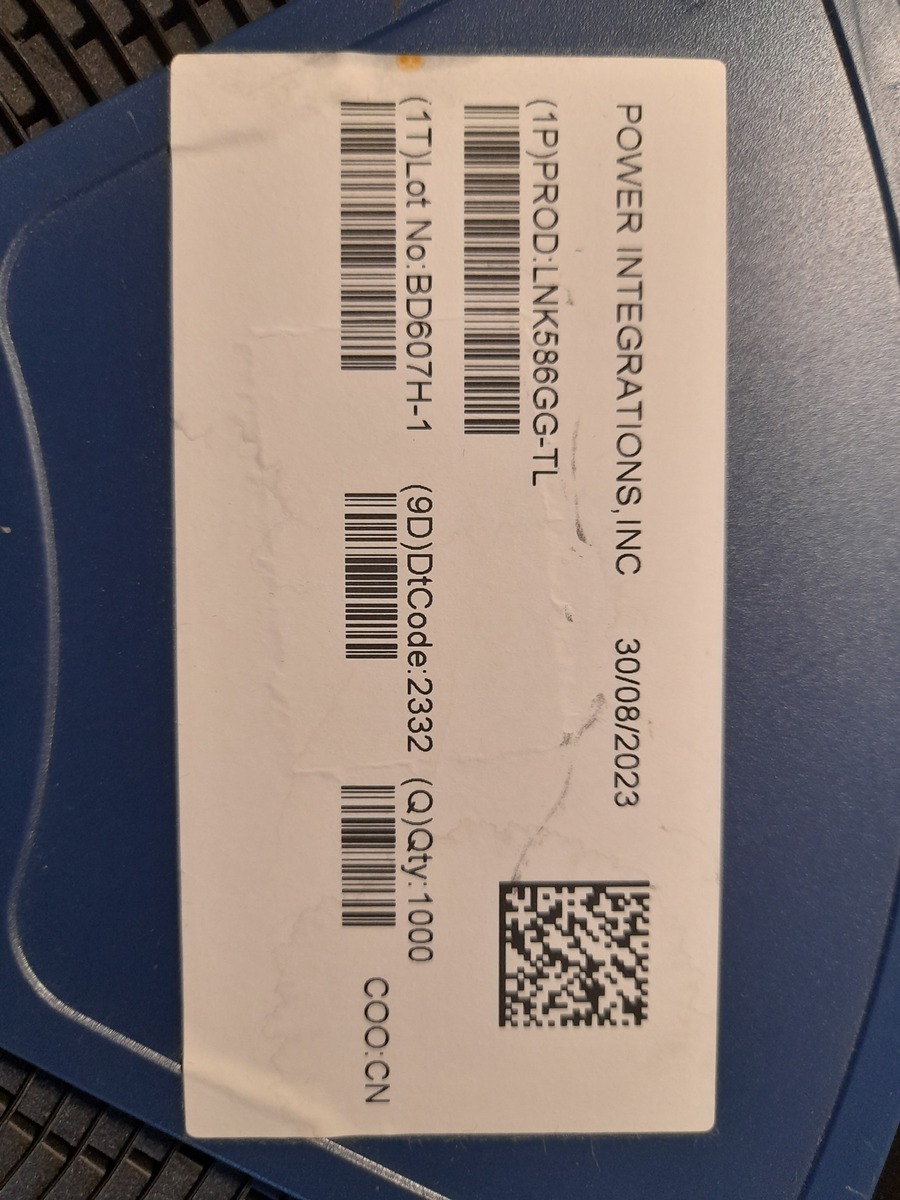 POWER INTEGRATIONS,INC 30/08/2023
(1P)PROD:LNK586GG-TL
(1T)Lot No:BD607H-1 (9D)DtCode:2332 (Q)Qty:1000
COO:CN